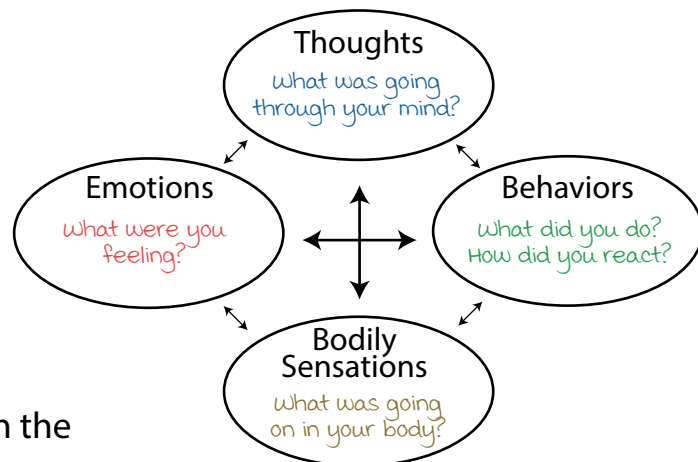 Thoughts
What was going
through your mind?
Emotions
What were you
feeling?
Behaviors
What did you do?
How did you react?
Bodily
Sensations
What was going
on in your body?
the